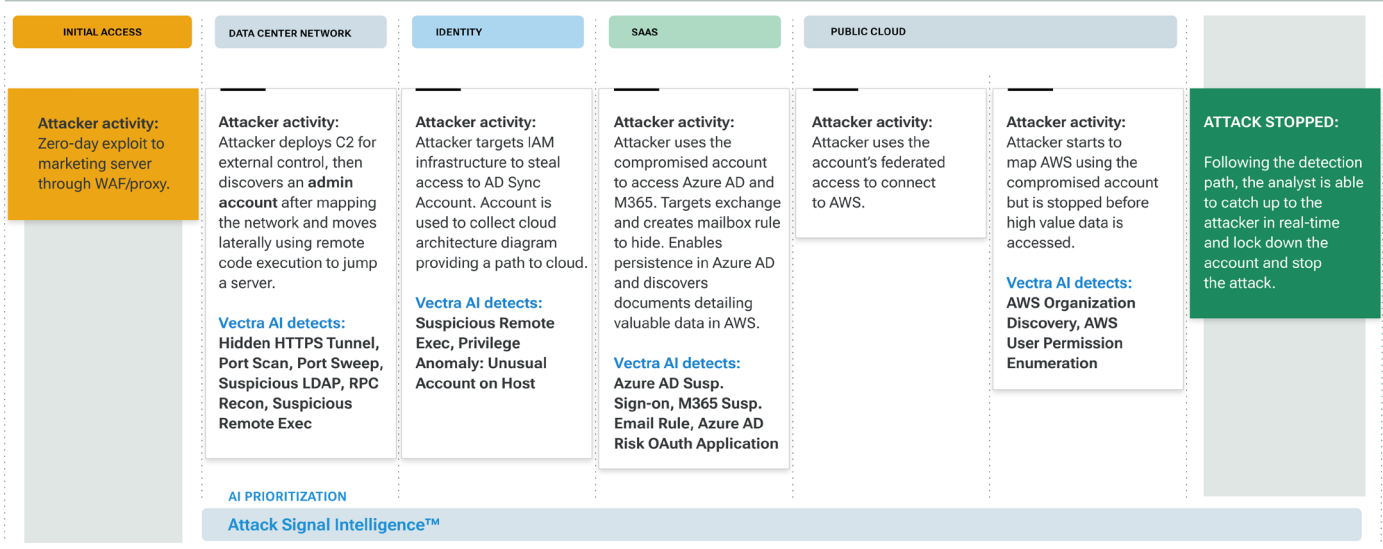 INITIAL ACCESS
DATA CENTER NETWORK
IDENTITY
SAAS
PUBLIC CLOUD
Attacker activity:
Zero-day exploit to
marketing server
through WAF/proxy.
Attacker activity:
Attacker deploys C2 for
external control, then
discovers an admin
account after mapping
the network and moves
laterally using remote
code execution to jump
a server.
Vectra AI detects:
Hidden HTTPS Tunnel,
Port Scan, Port Sweep,
Suspicious LDAP, RPC
Recon, Suspicious
Remote Exec
Attacker activity:
Attacker targets IAM
infrastructure to steal
access to AD Sync
Account. Account is
used to collect cloud
architecture diagram
providing a path to cloud.
Vectra AI detects:
Suspicious Remote
Exec, Privilege
Anomaly: Unusual
Account on Host
Attacker activity:
Attacker uses the
compromised account
to access Azure AD and
M365. Targets exchange
and creates mailbox rule
to hide. Enables
persistence in Azure AD
and discovers
documents detailing
valuable data in AWS.
Vectra AI detects:
Azure AD Susp.
Sign-on, M365 Susp.
Email Rule, Azure AD
Risk OAuth Application
Attacker activity:
Attacker uses the
account's federated
access to connect
to AWS.
Attacker activity:
Attacker starts to
map AWS using the
compromised account
but is stopped before
high value data is
accessed.
Vectra AI detects:
AWS Organization
Discovery, AWS
User Permission
Enumeration
ATTACK STOPPED:
Following the detection
path, the analyst is able
to catch up to the
attacker in real-time
and lock down the
account and stop
the attack.
AI PRIORITIZATION
Attack Signal Intelligence™